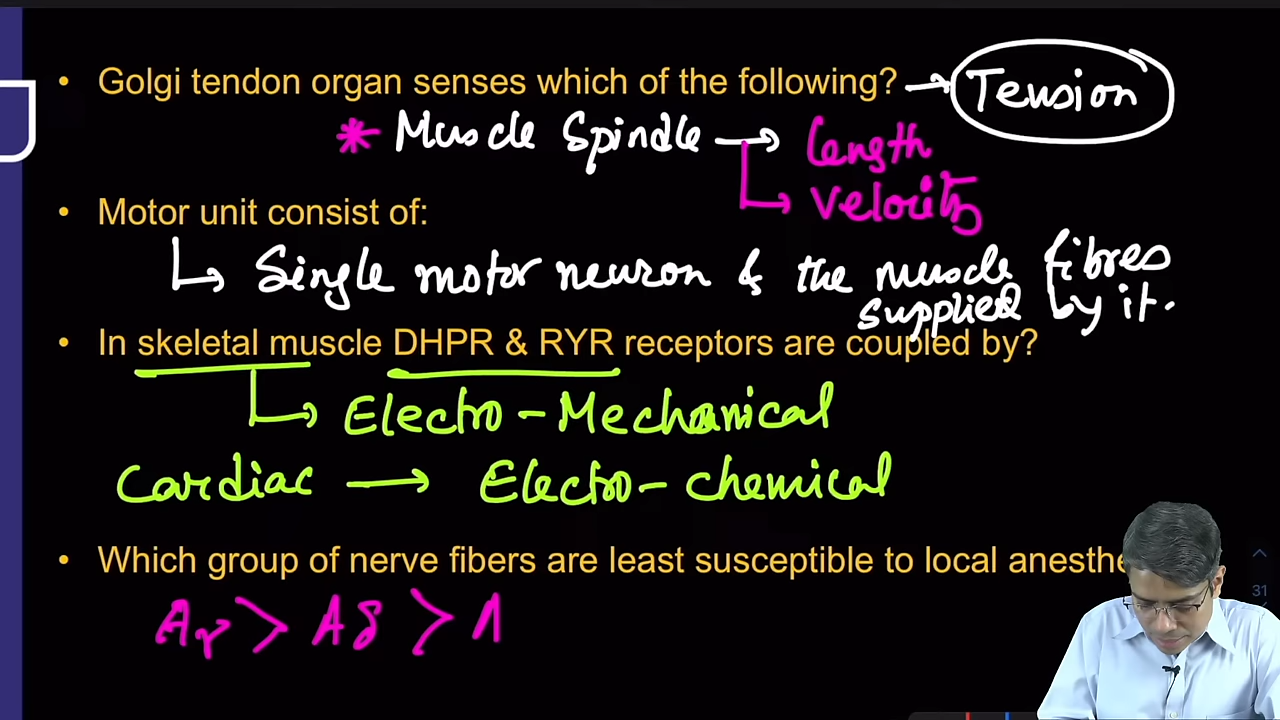 • Golgi tendon organ senses which of the following? → Tension
* Muscle Spindle → length
→ Velocity
• Motor unit consist of:
↳ Single motor neuron & the muscle fibres
supplied by it.
• In skeletal muscle DHPR & RYR receptors are coupled by?
↳ Electro - Mechanical
Cardiac → Electro - chemical
• Which group of nerve fibers are least susceptible to local
Aγ > Aδ > A
31